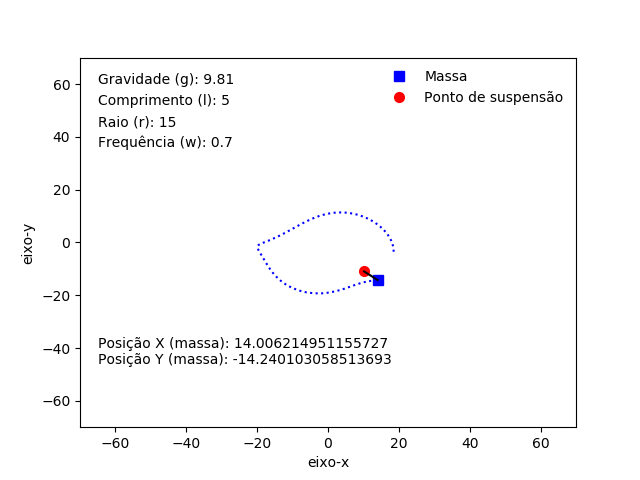 Gravidade (g): 9.81
Comprimento (l): 5
Raio (r): 15
Frequência (w): 0.7
Massa
Ponto de suspensão
60
40
20
0
−20
−40
−60
eixo-y
Posição X (massa): 14.006214951155727
Posição Y (massa): -14.240103058513693
−60
−40
−20
0
20
40
60
eixo-x